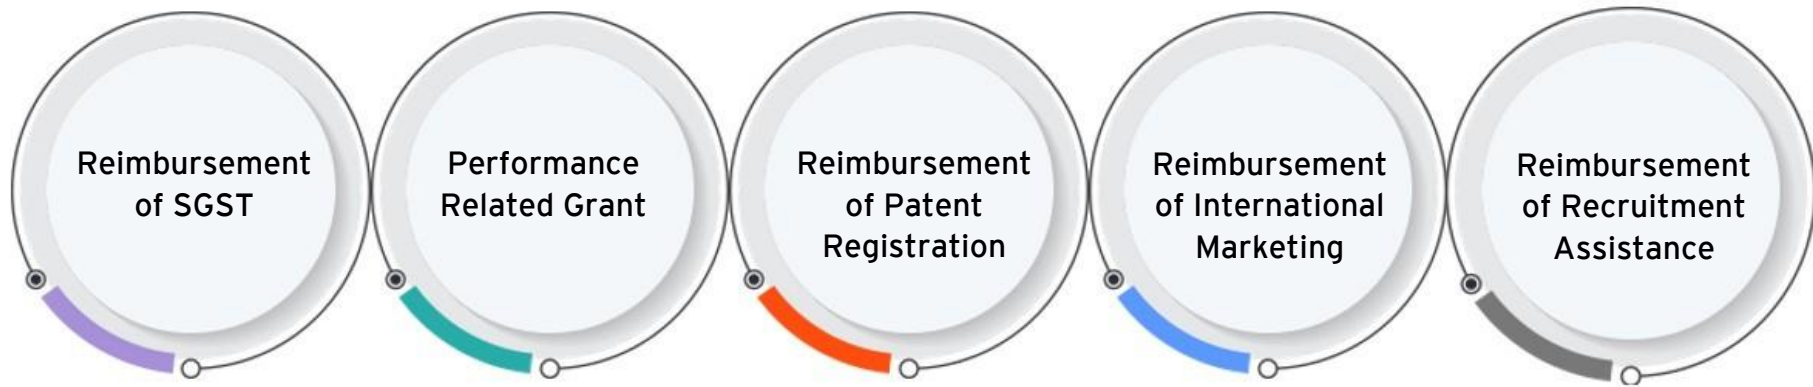 Reimbursement
of SGST
Performance
Related Grant
Reimbursement
of Patent
Registration
Reimbursement
of International
Marketing
Reimbursement
of Recruitment
Assistance